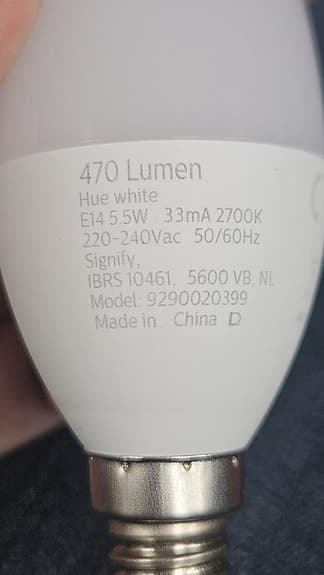 470 Lumen
Hue white
E14 5.5W 33mA 2700K
220-240Vac 50/60Hz
Signify,
IBRS 10461, 5600 VB, NL
Model: 9290020399
Made in China D